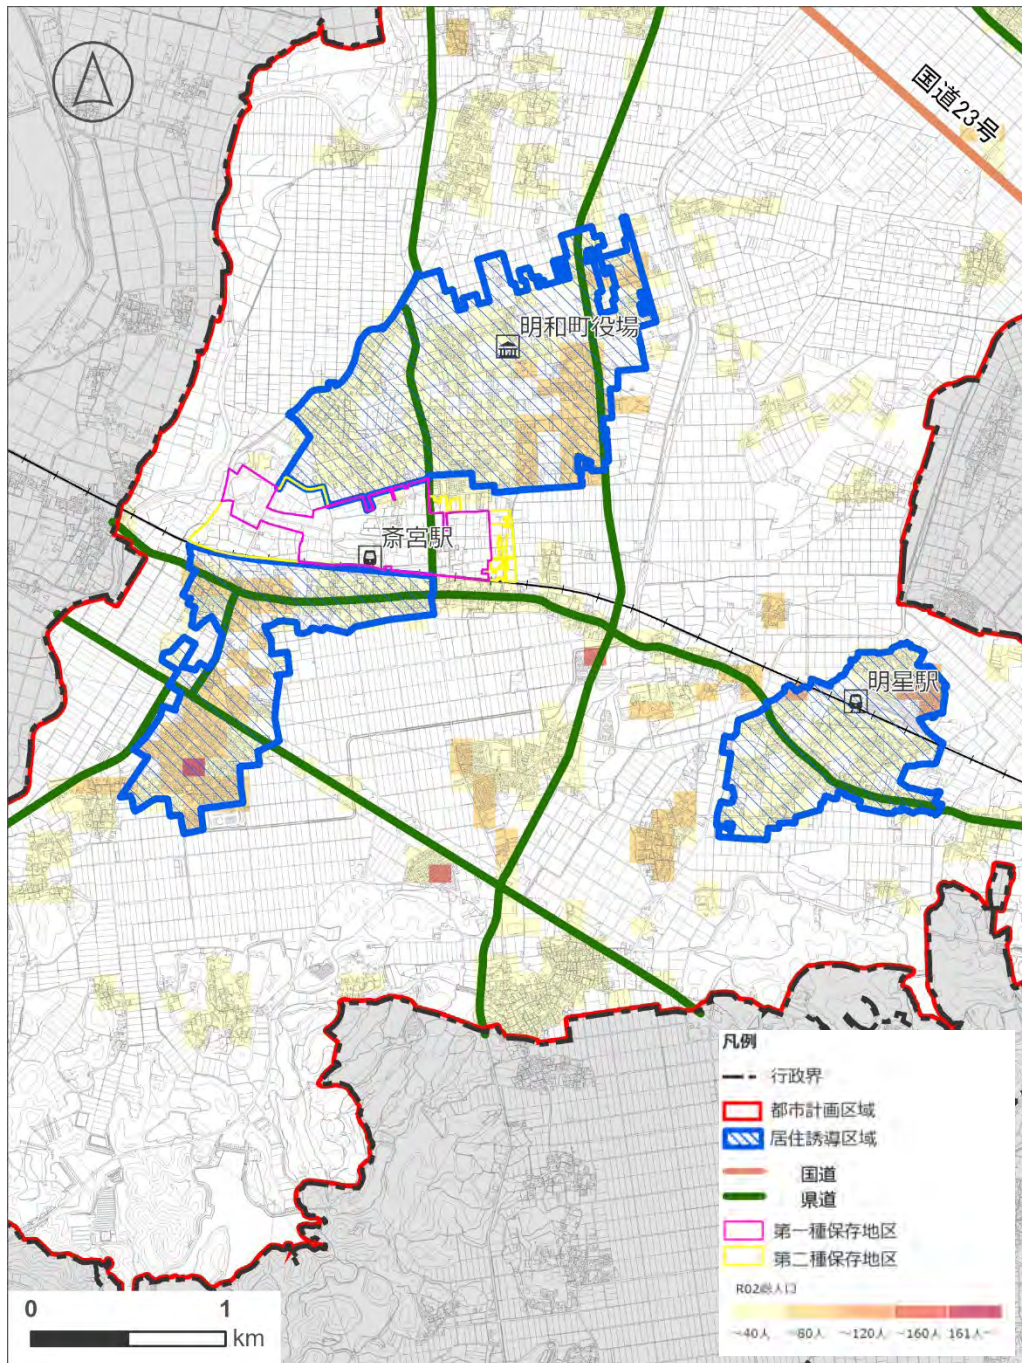 国道23号
明和町役場
斎宮駅
明星駅
凡例
行政界
都市計画区域
居住誘導区域
国道
県道
第一種保存地区
第二種保存地区
R02総人口
~40人 ~80人 ~120人 ~160人 161人~
0 1
km